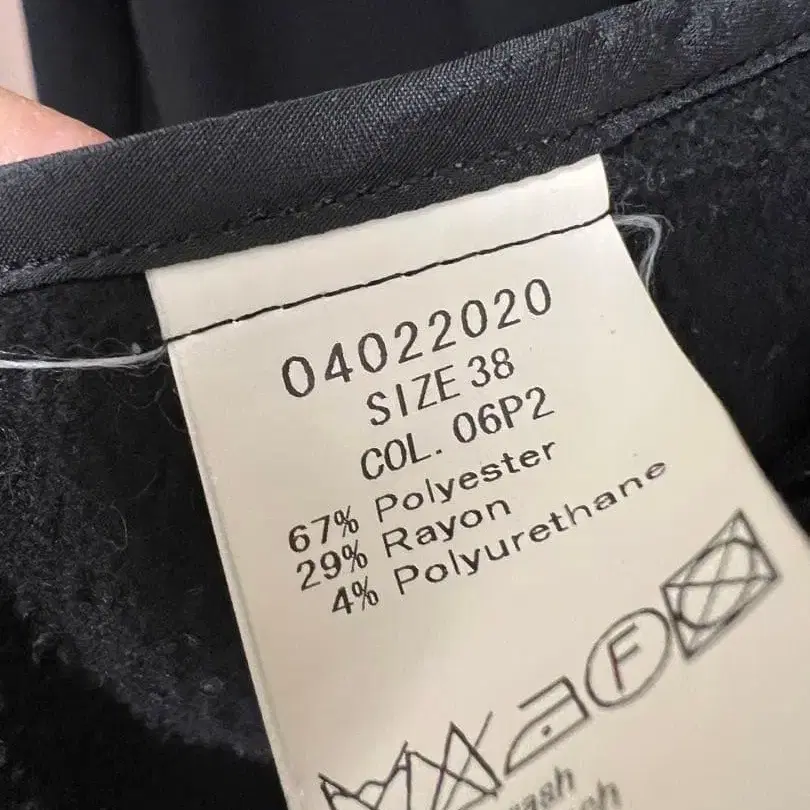 04022020
SIZE 38
COL. 06P2
67% Polyester
29% Rayon
4% Polyurethane
F